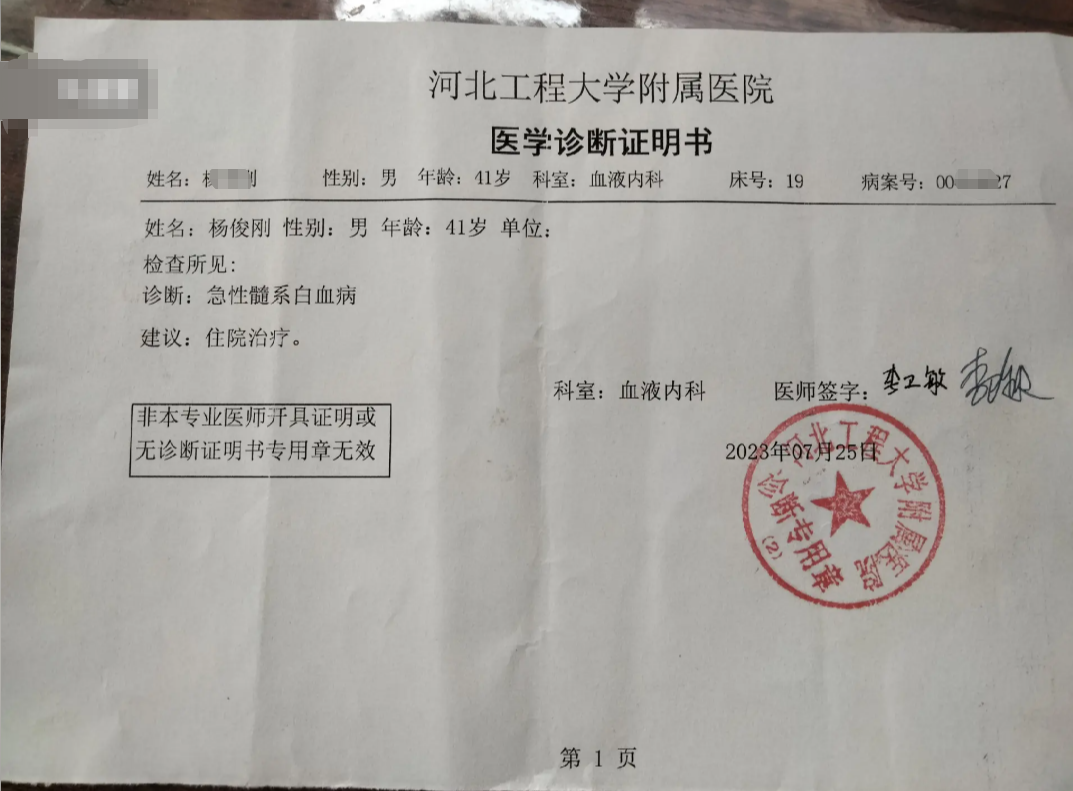 河北工程大学附属医院
医学诊断证明书
姓名： 性别：男 年龄：41岁 科室：血液内科 床号：19 病案号：00 27
姓名：杨俊刚 性别：男 年龄：41岁 单位：
检查所见：
诊断：急性髓系白血病
建议：住院治疗。
科室：血液内科 医师签字：李卫敏
非本专业医师开具证明或
无诊断证明书专用章无效
2023年07月25日
河北工程大学附属医院
诊断专用章
(2)
第 1 页